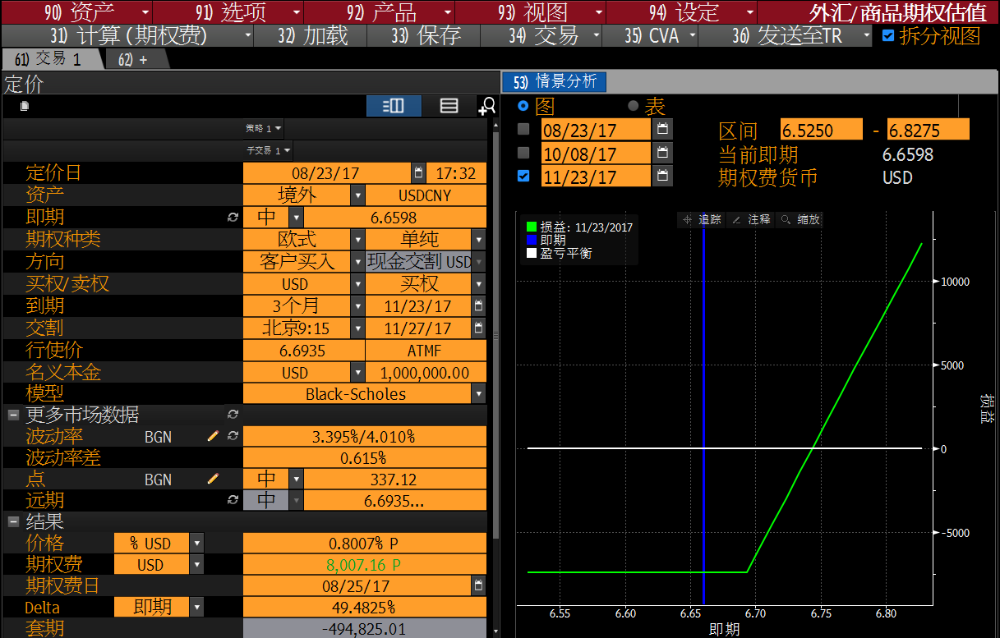 90) 资产 91) 选项 92) 产品 93) 视图 94) 设定 外汇/商品期权估值
31) 计算 (期权费) 32) 加载 33) 保存 34) 交易 35) CVA 36) 发送至TR 拆分视图
61) 交易 1 62) +
定价
策略 1
子交易 1
定价日 08/23/17 17:32
资产 境外 USDCNY
即期 中 6.6598
期权种类 欧式 单纯
方向 客户买入 现金交割 USD
买权/卖权 USD 买权
到期 3个月 11/23/17
交割 北京9:15 11/27/17
行使价 6.6935 ATMF
名义本金 USD 1,000,000.00
模型 Black-Scholes
更多市场数据
波动率 BGN 3.395%/4.010%
波动率差 0.615%
点 BGN 中 337.12
远期 中 6.6935...
结果
价格 % USD 0.8007% P
期权费 USD 8,007.16 P
期权费日 08/25/17
Delta 即期 49.4825%
套期 -494,825.01
53) 情景分析
图 表
08/23/17 区间 6.5250 - 6.8275
10/08/17 当前即期 6.6598
11/23/17 期权费货币 USD
追踪 注释 缩放
损益: 11/23/2017
即期
盈亏平衡
10000
5000
0
-5000
损益
6.55 6.60 6.65 6.70 6.75 6.80
即期